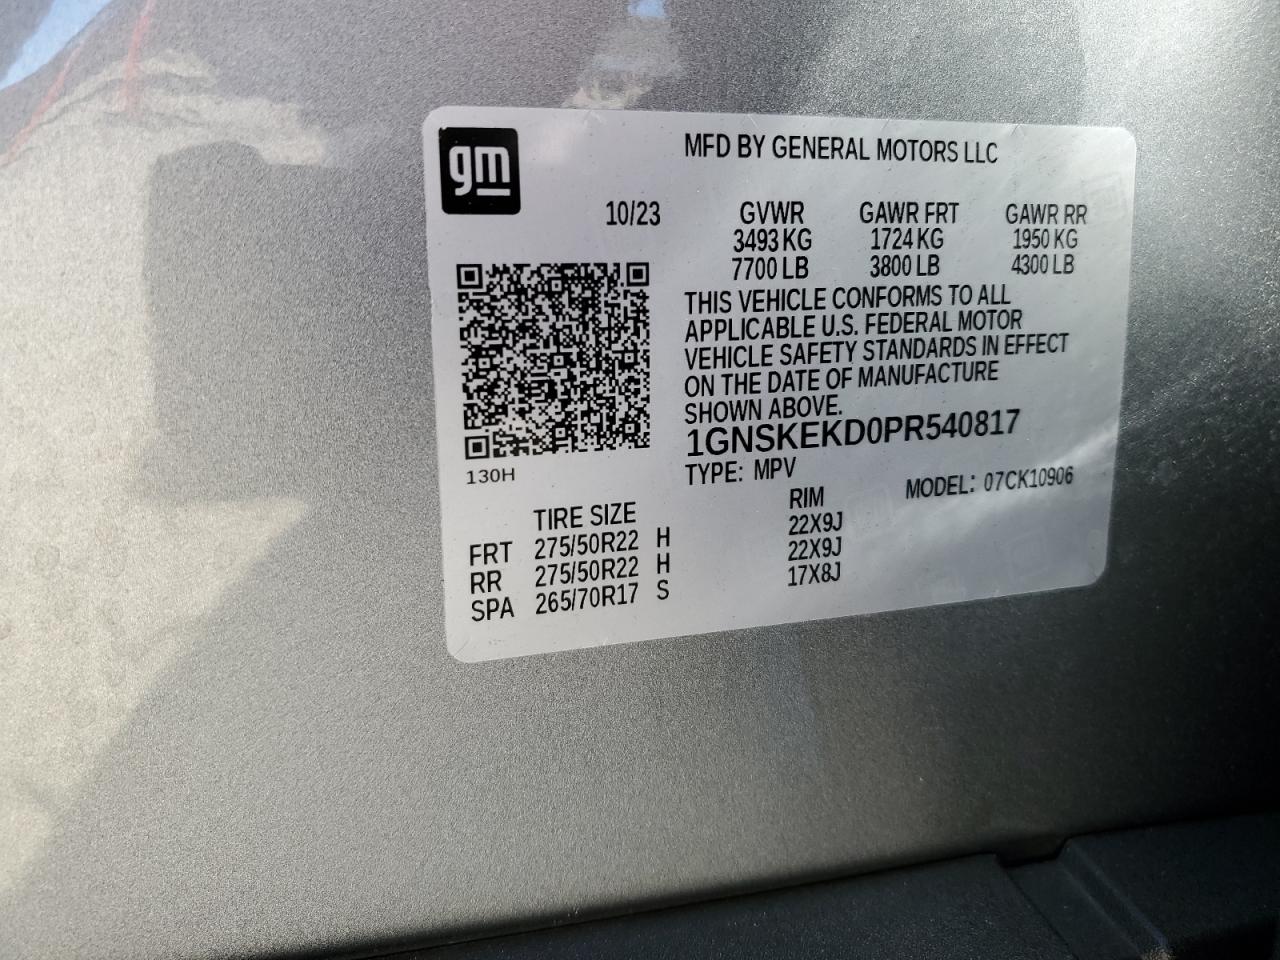 gm
MFD BY GENERAL MOTORS LLC
10/23 GVWR GAWR FRT GAWR RR
3493 KG 1724 KG 1950 KG
7700 LB 3800 LB 4300 LB
THIS VEHICLE CONFORMS TO ALL
APPLICABLE U.S. FEDERAL MOTOR
VEHICLE SAFETY STANDARDS IN EFFECT
ON THE DATE OF MANUFACTURE
SHOWN ABOVE.
1GNSKEKD0PR540817
130H
TYPE: MPV MODEL: 07CK10906
TIRE SIZE RIM
FRT 275/50R22 H 22X9J
RR 275/50R22 H 22X9J
SPA 265/70R17 S 17X8J